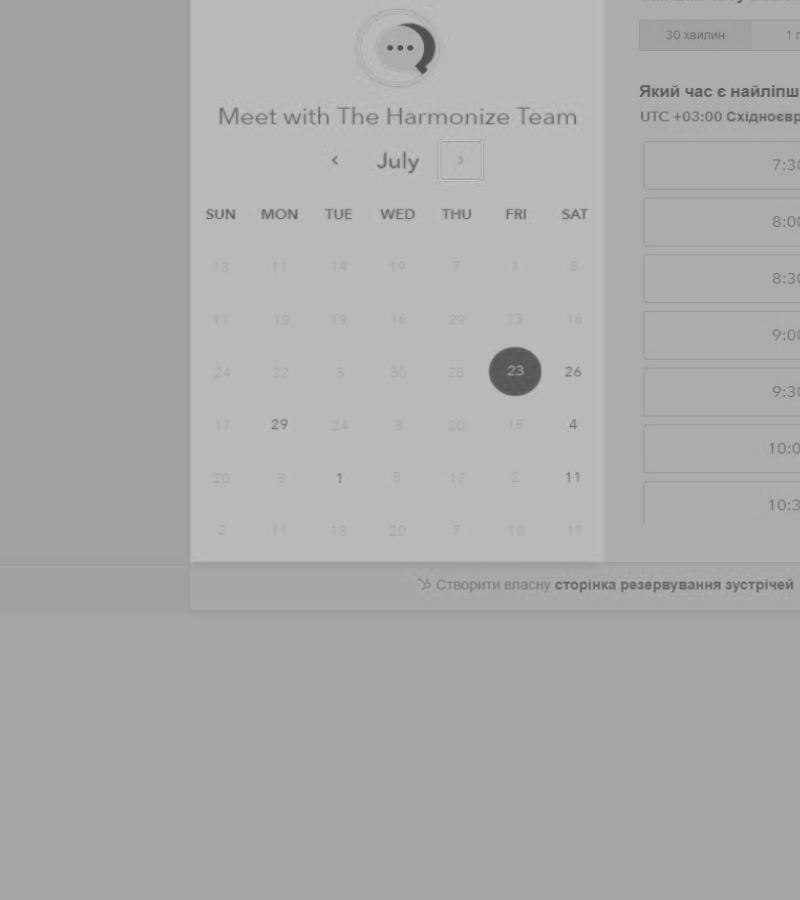 30 хвилин
Meet with The Harmonize Team
Який час є найліпш
UTC +03:00 Східноєвр
July
SUN MON TUE WED THU FRI SAT
18 11 14 19 7 1 8
11 10 19 16 29 13 16
24 22 3 30 28 23 26
17 29 24 3 20 15 4
20 3 1 5 17 2 11
2 11 18 20 7 10 17
7:30
8:00
8:30
9:00
9:30
10:0
10:3
Створити власну сторінка резервування зустрічей